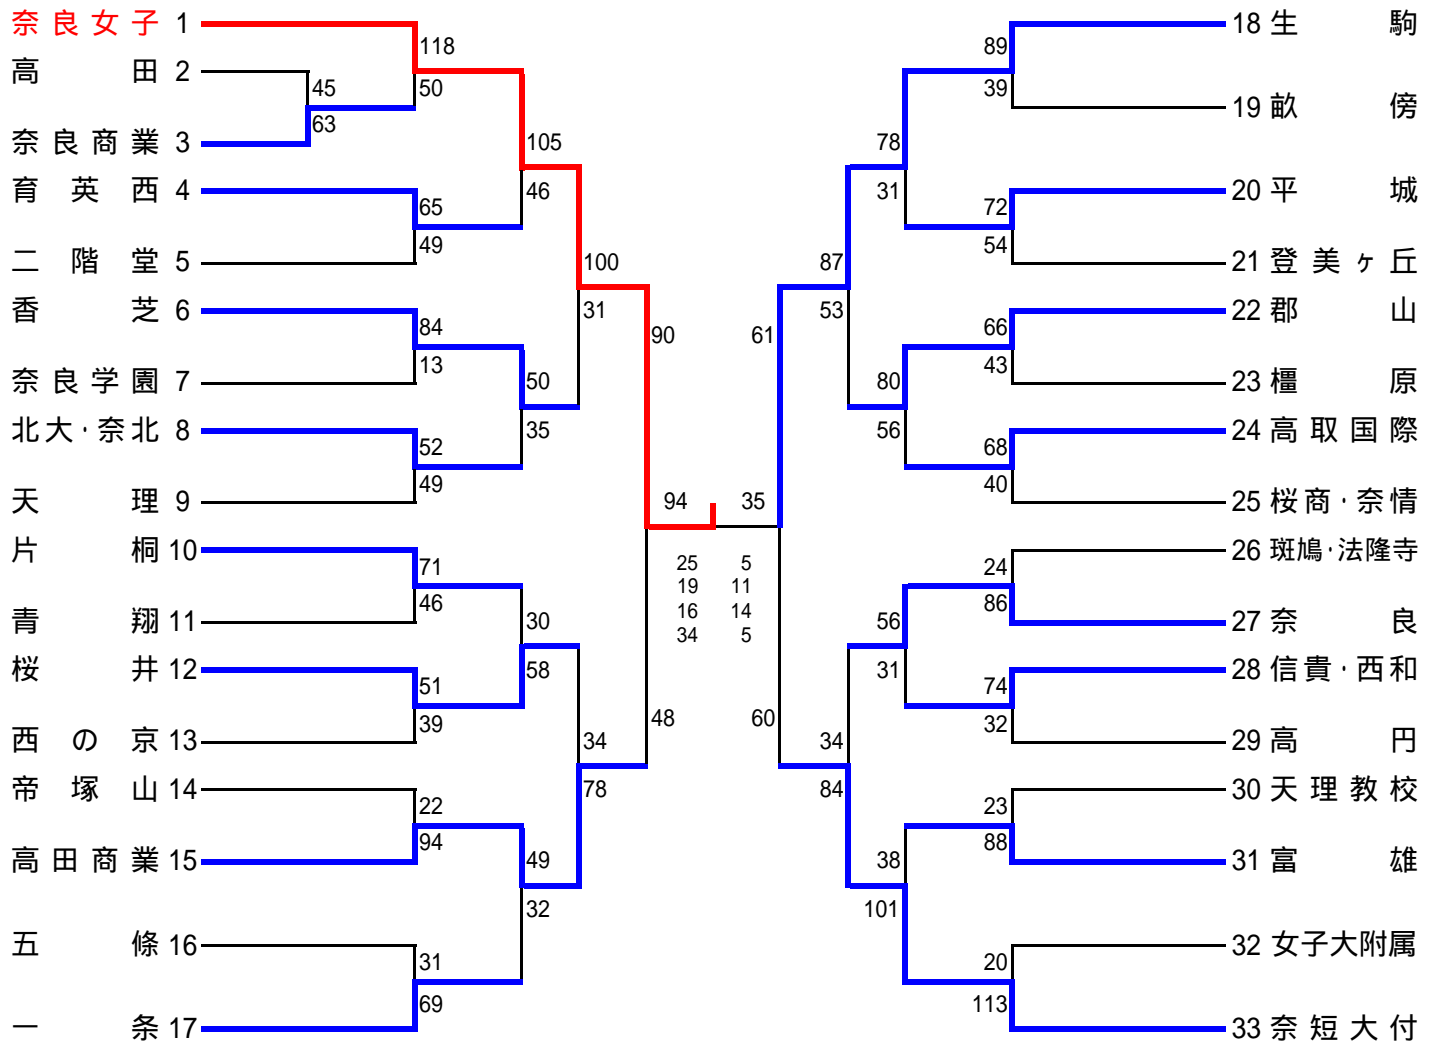 奈良女子 1
高田 2
奈良商業 3
育英西 4
二階堂 5
香芝 6
奈良学園 7
北大・奈北 8
天理 9
片桐 10
青翔 11
桜井 12
西の京 13
帝塚山 14
高田商業 15
五條 16
一条 17
45
63
118
50
65
49
84
13
52
49
71
46
51
39
22
94
31
69
105
46
50
35
30
58
49
32
100
31
34
78
90
48
94 35
25 5
19 11
16 14
34 5
61
60
87
53
34
84
78
31
80
56
56
31
38
101
89
39
72
54
66
43
68
40
24
86
74
32
23
88
20
113
18 生駒
19 畝傍
20 平城
21 登美ヶ丘
22 郡山
23 橿原
24 高取国際
25 桜商・奈情
26 斑鳩・法隆寺
27 奈良
28 信貴・西和
29 高円
30 天理教校
31 富雄
32 女子大附属
33 奈短大付